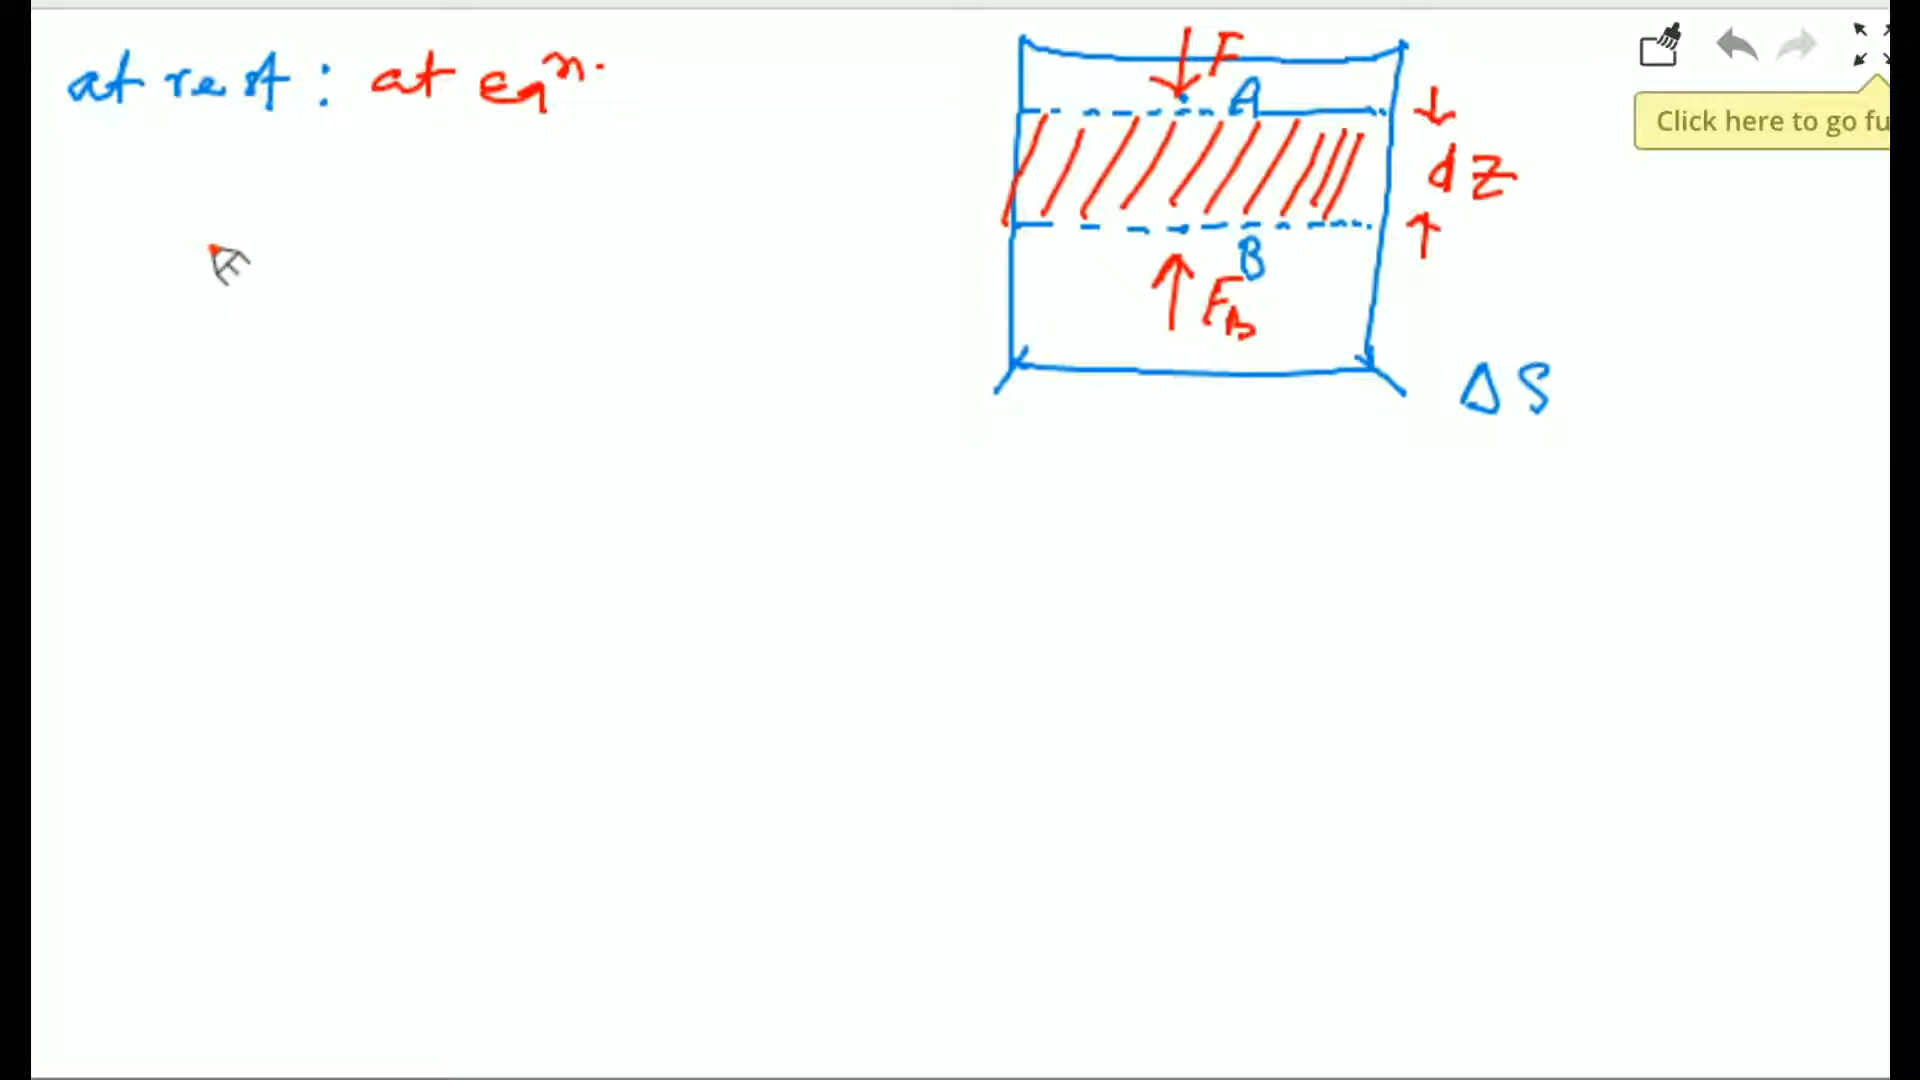 at rest : at Eqn.
F
A
dz
B
FB
ΔS
Click here to go fu